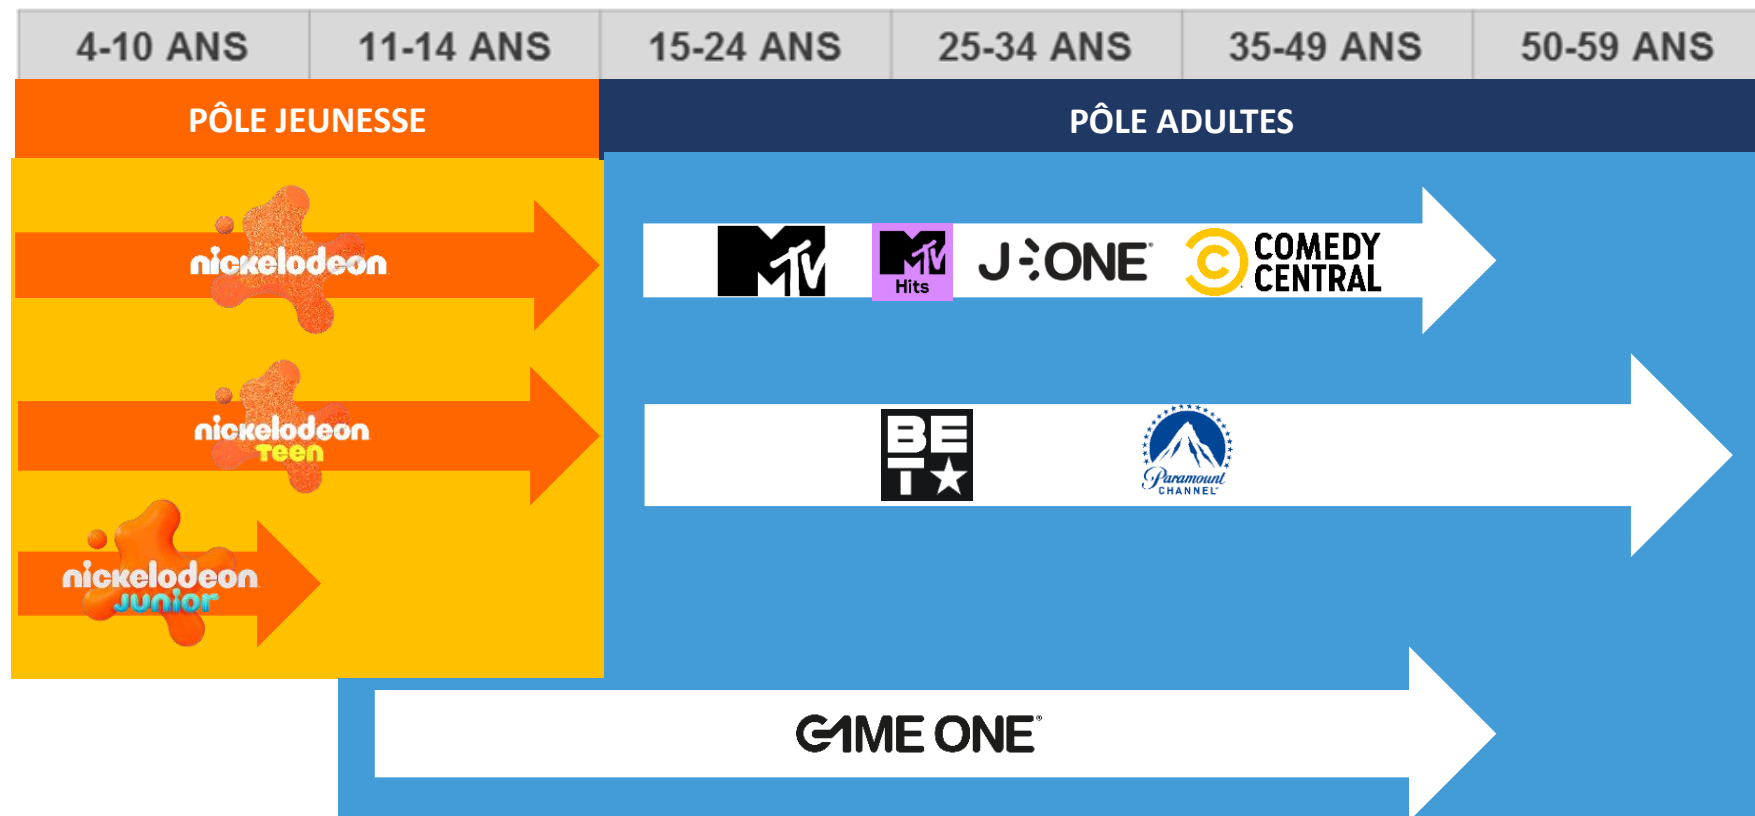 4-10 ANS
11-14 ANS
15-24 ANS
25-34 ANS
35-49 ANS
50-59 ANS
PÔLE JEUNESSE
PÔLE ADULTES
nickelodeon
MTV
MTV
Hits
J:ONE
COMEDY
CENTRAL
nickelodeon
Teen
BE
T
Paramount
CHANNEL
nickelodeon
Junior
GAME ONE